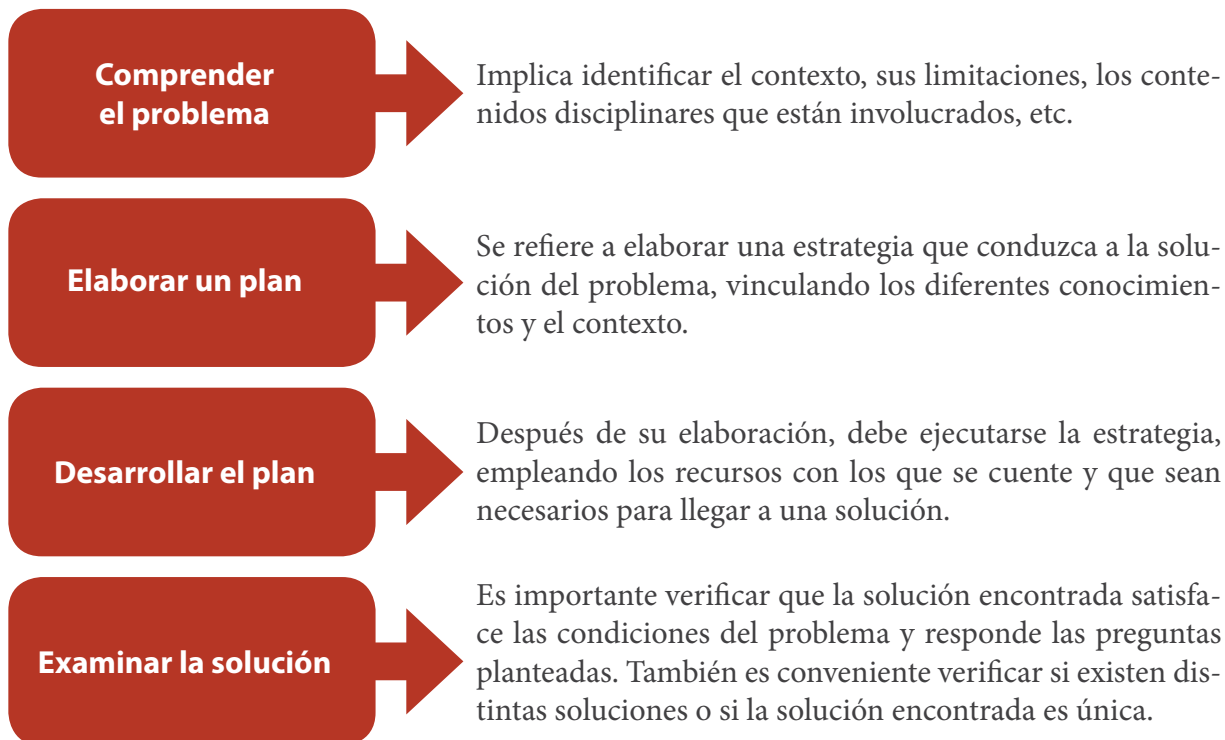 Comprender
el problema
Implica identificar el contexto, sus limitaciones, los conte-
nidos disciplinares que están involucrados, etc.
Elaborar un plan
Se refiere a elaborar una estrategia que conduzca a la solu-
ción del problema, vinculando los diferentes conocimien-
tos y el contexto.
Desarrollar el plan
Después de su elaboración, debe ejecutarse la estrategia,
empleando los recursos con los que se cuente y que sean
necesarios para llegar a una solución.
Examinar la solución
Es importante verificar que la solución encontrada satisfa-
ce las condiciones del problema y responde las preguntas
planteadas. También es conveniente verificar si existen dis-
tintas soluciones o si la solución encontrada es única.